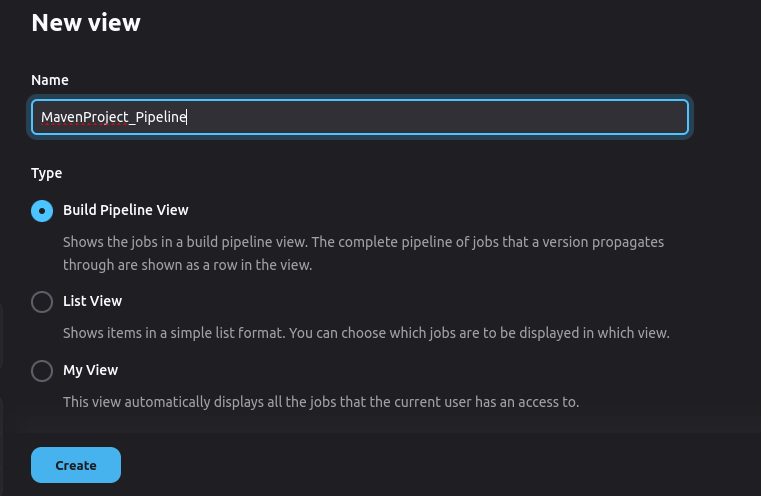 New view
Name
MavenProject_Pipeline
Type
Build Pipeline View
Shows the jobs in a build pipeline view. The complete pipeline of jobs that a version propagates
through are shown as a row in the view.
List View
Shows items in a simple list format. You can choose which jobs are to be displayed in which view.
My View
This view automatically displays all the jobs that the current user has an access to.
Create